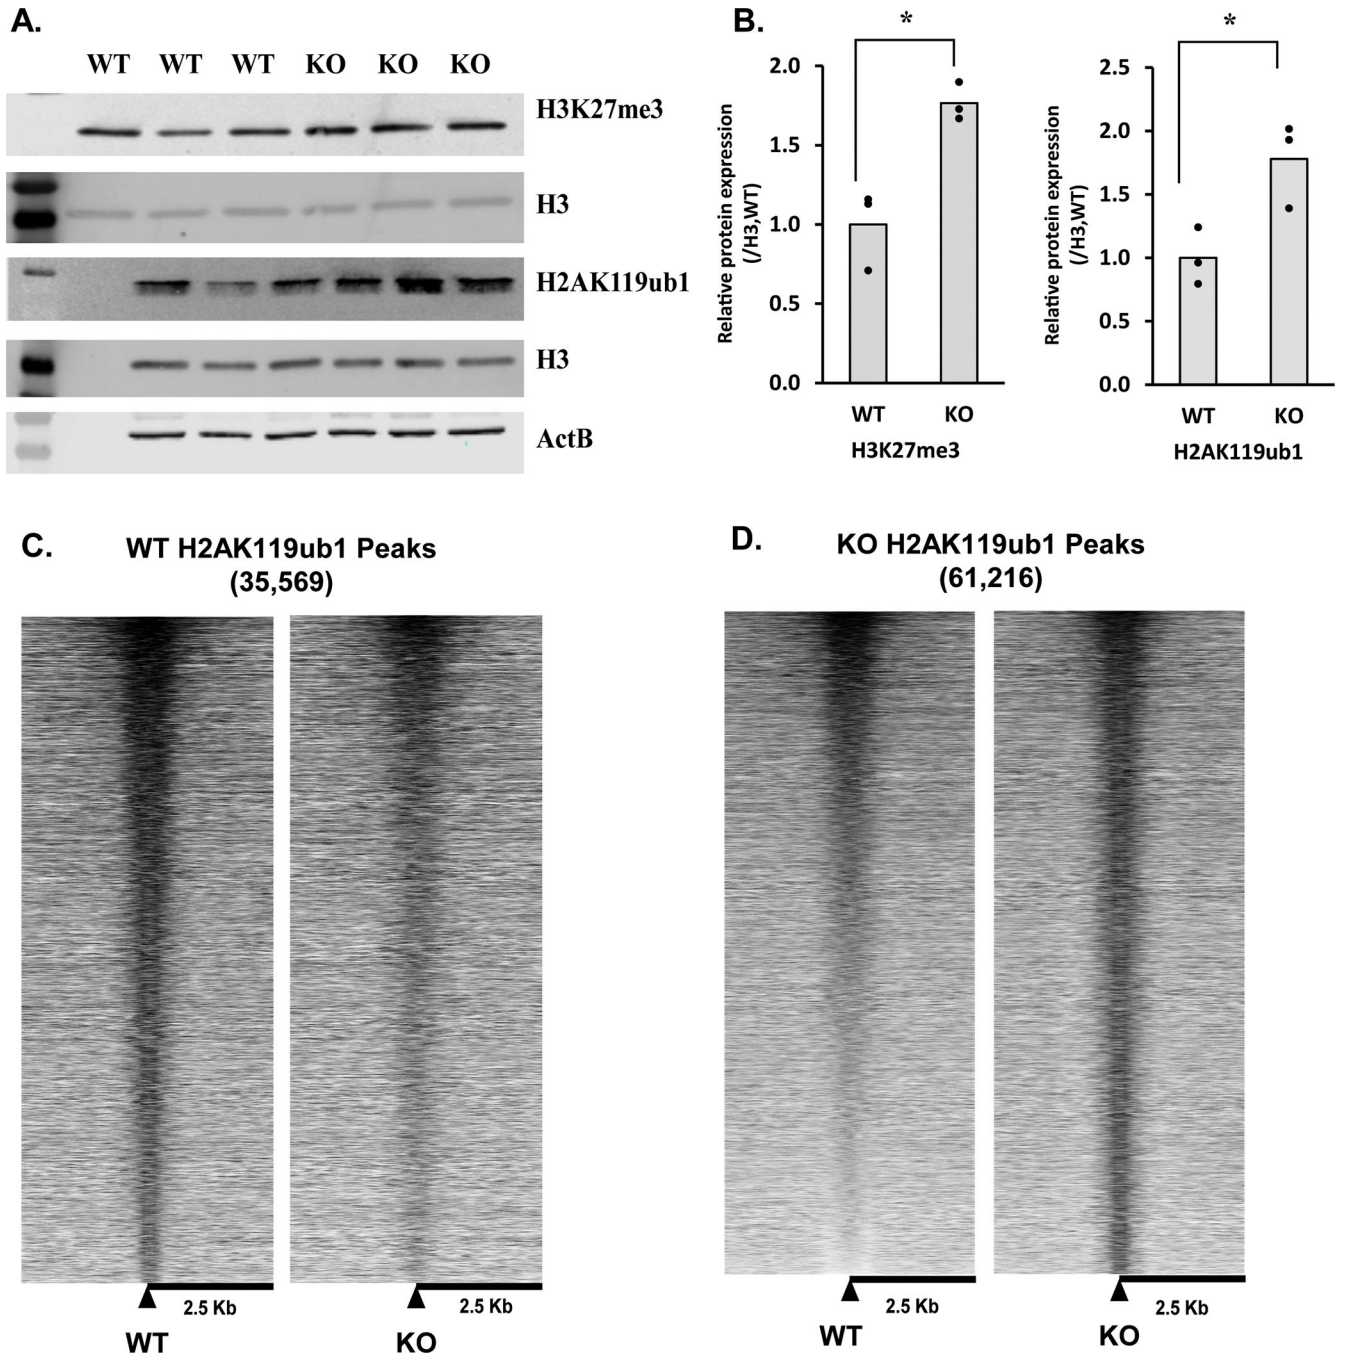 A.
WT WT WT KO KO KO
H3K27me3
H3
H2AK119ub1
H3
ActB
B.
*
2.0
1.5
1.0
0.5
0.0
Relative protein expression
(/H3,WT)
WT KO
H3K27me3
*
2.5
2.0
1.5
1.0
0.5
0.0
Relative protein expression
(/H3,WT)
WT KO
H2AK119ub1
C.
WT H2AK119ub1 Peaks
(35,569)
2.5 Kb
WT
2.5 Kb
KO
D.
KO H2AK119ub1 Peaks
(61,216)
2.5 Kb
WT
2.5 Kb
KO